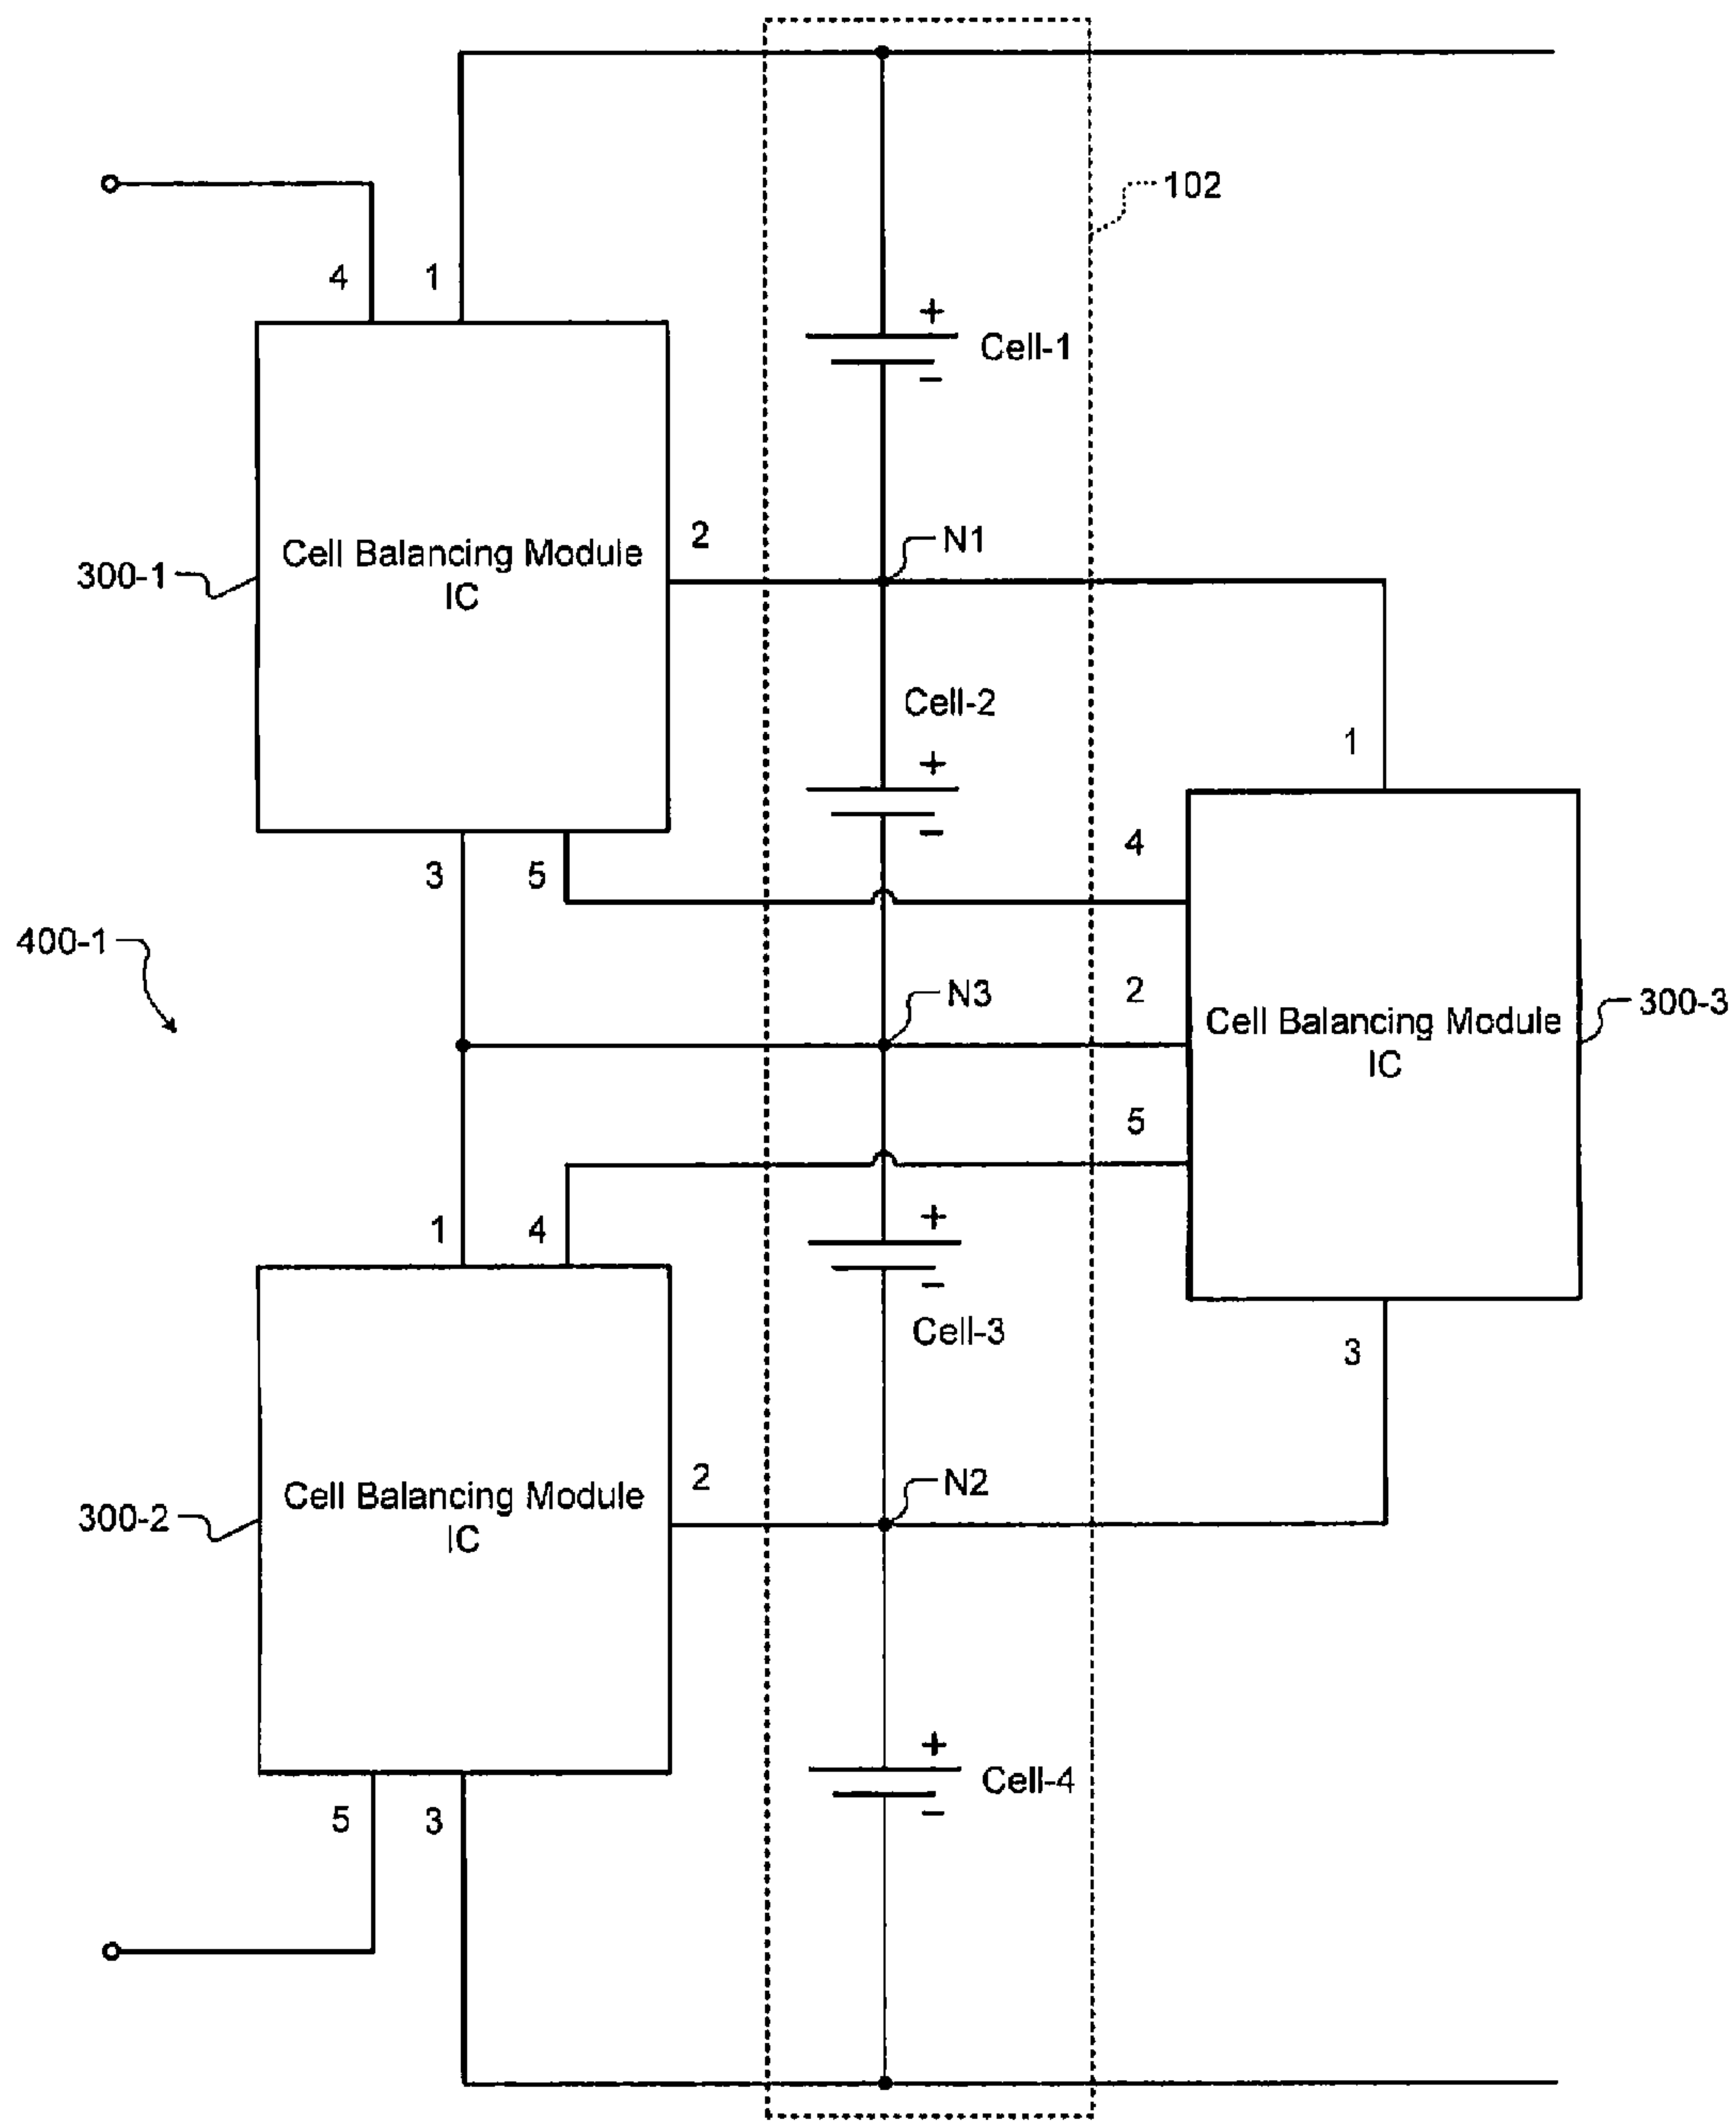 102
4
1
+
Cell-1
−
2
N1
Cell Balancing Module
IC
300-1
Cell-2
+
−
1
4
3
5
400-1
N3
2
Cell Balancing Module
IC
300-3
5
1
4
+
−
Cell-3
3
2
N2
Cell Balancing Module
IC
300-2
+
Cell-4
−
5
3